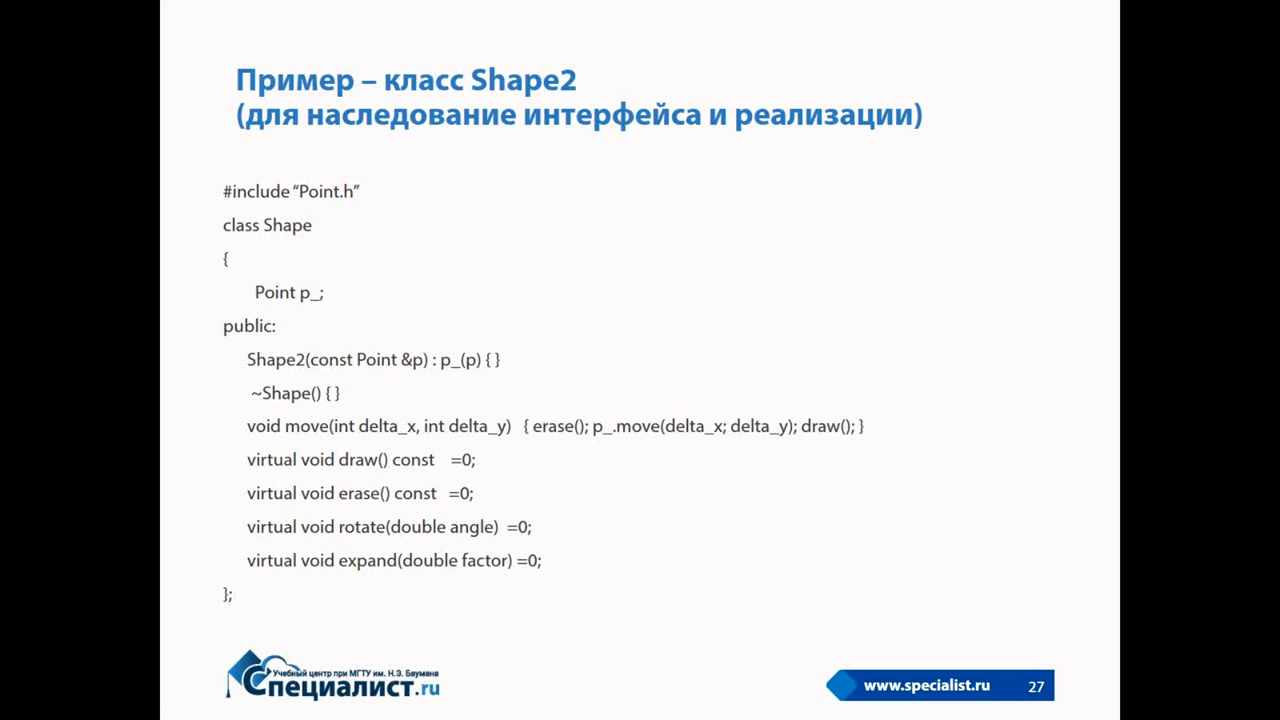 Пример – класс Shape2
(для наследование интерфейса и реализации)
#include “Point.h”
class Shape
{
Point p_;
public:
Shape2(const Point &p) : p_(p) { }
~Shape() { }
void move(int delta_x, int delta_y) { erase(); p_.move(delta_x; delta_y); draw(); }
virtual void draw() const =0;
virtual void erase() const =0;
virtual void rotate(double angle) =0;
virtual void expand(double factor) =0;
};
Учебный центр при МГТУ им. Н.Э. Баумана
Специалист.ru
www.specialist.ru 27